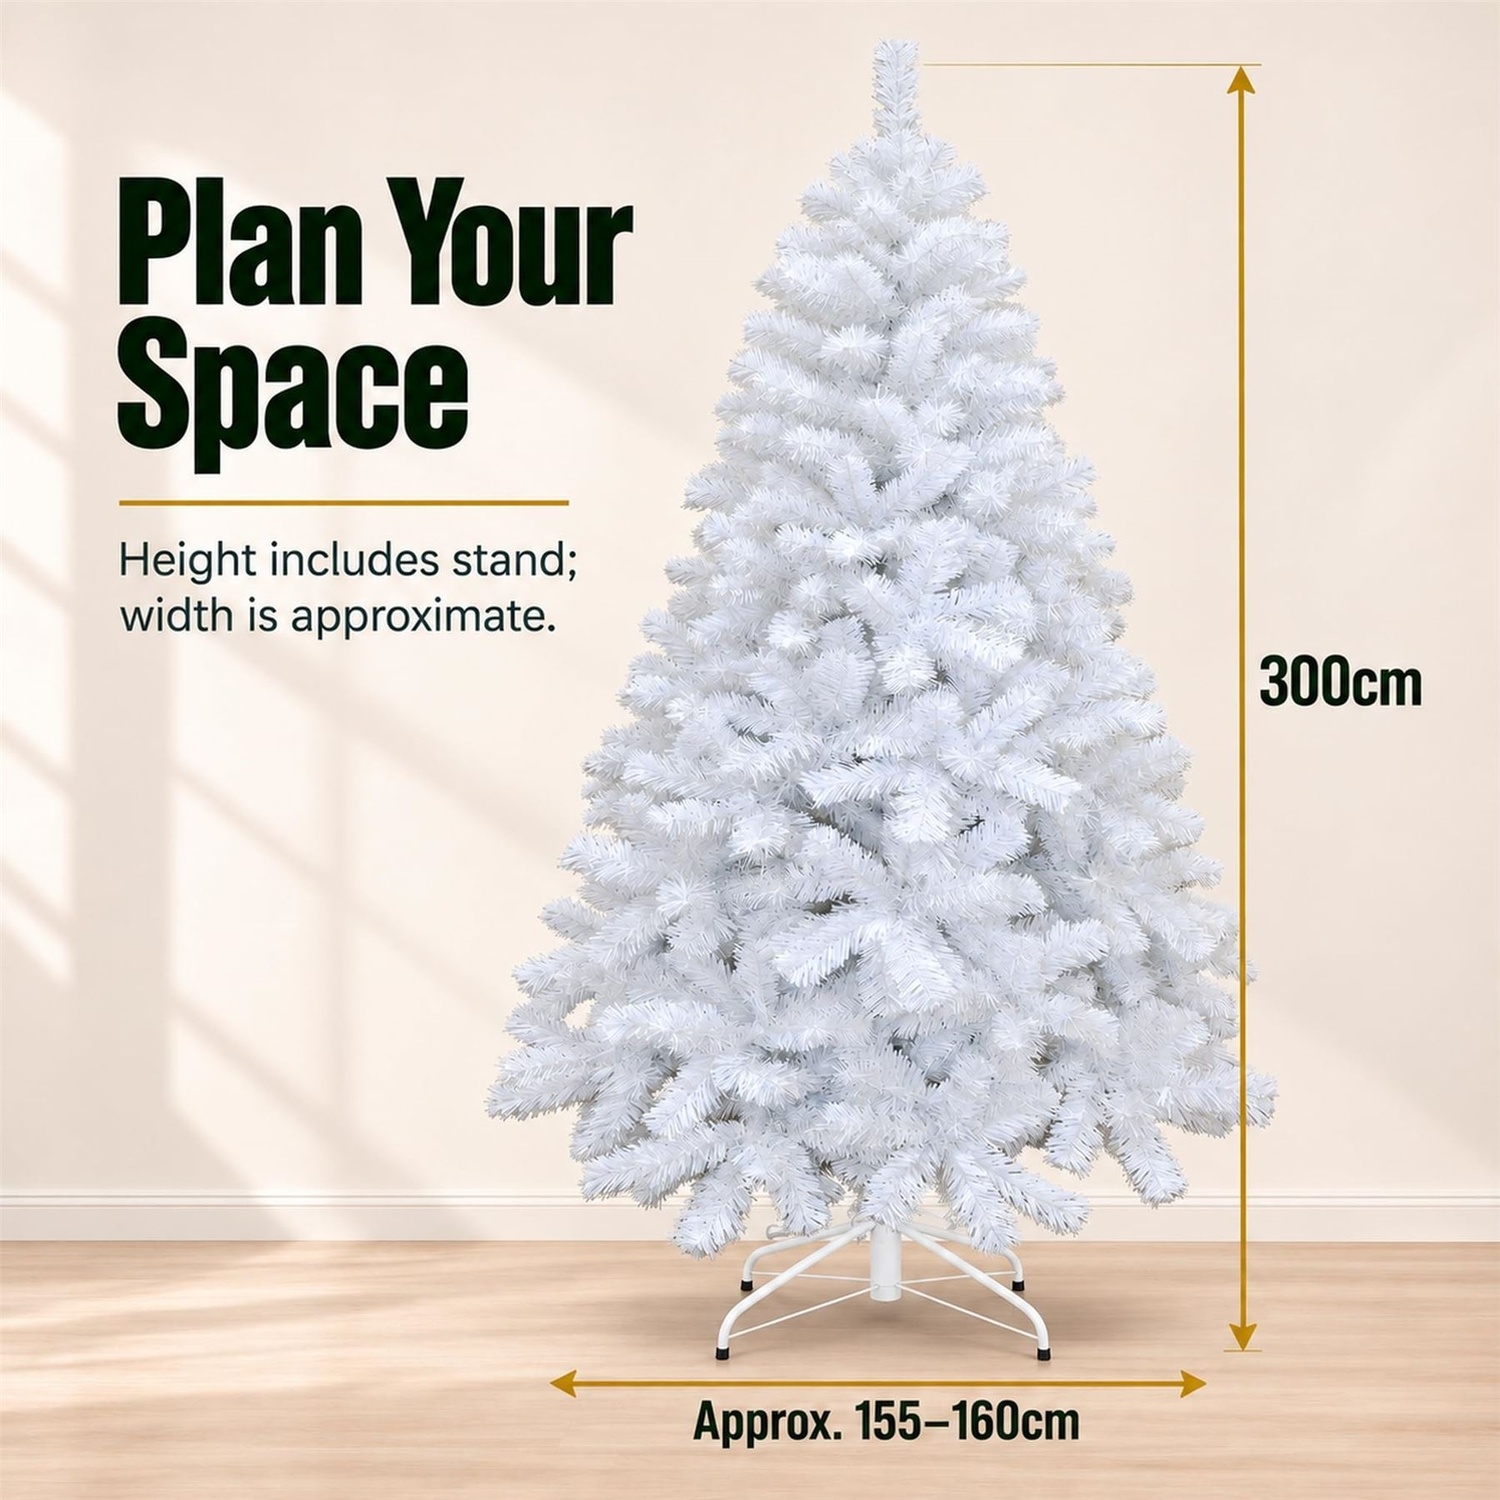 Plan Your
Space
Height includes stand;
width is approximate.
300cm
Approx. 155–160cm